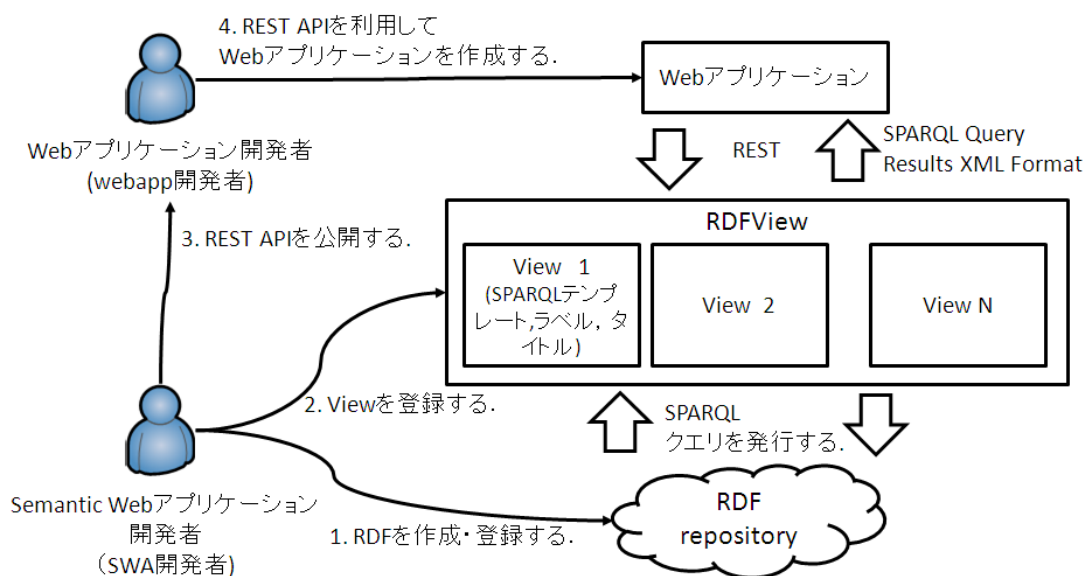 4. REST APIを利用して
Webアプリケーションを作成する.
Webアプリケーション
Webアプリケーション開発者
(webapp開発者)
REST
SPARQL Query
Results XML Format
3. REST APIを公開する.
RDFView
View 1
(SPARQLテンプ
レート,ラベル, タ
イトル)
View 2
View N
2. Viewを登録する.
SPARQL
クエリを発行する.
Semantic Webアプリケーション
開発者
(SWA開発者)
1. RDFを作成・登録する.
RDF
repository